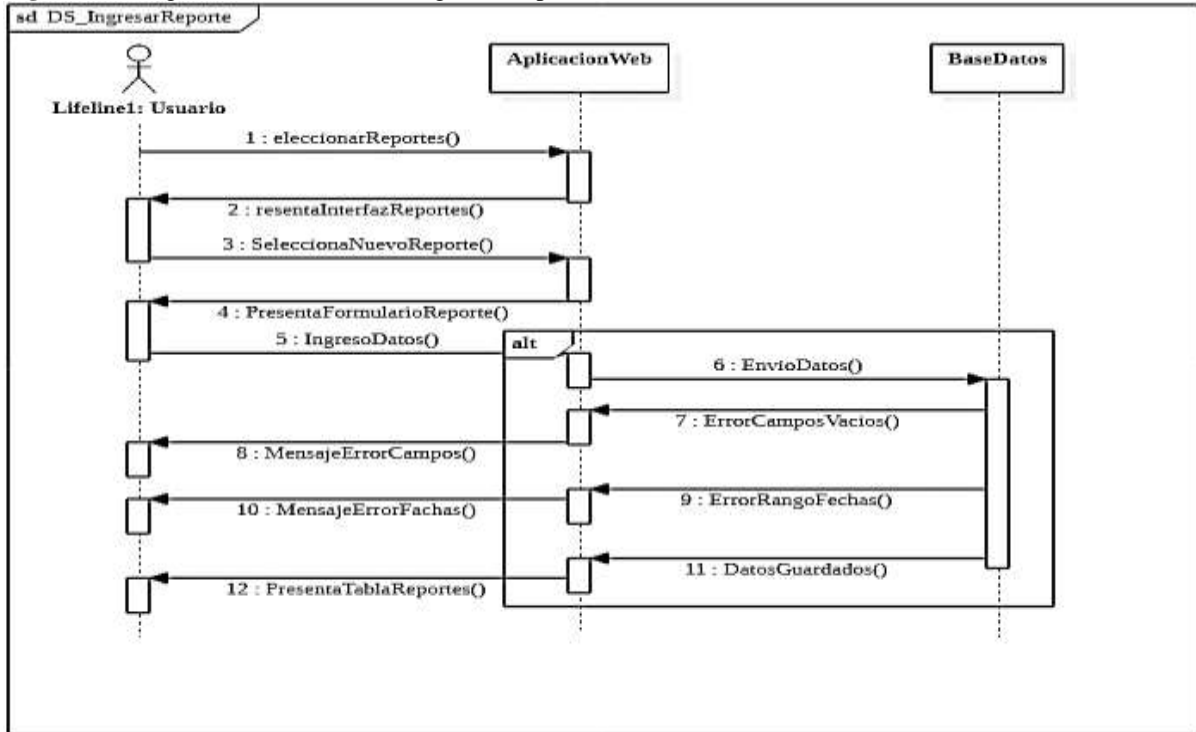 sd DS_IngresarReporte
AplicacionWeb
BaseDatos
Lifeline1: Usuario
1 : eleccionarReportes()
2 : resentaInterfazReportes()
3 : SeleccionaNuevoReporte()
4 : PresentaFormularioReporte()
5 : IngresoDatos()
alt
6 : EnvioDatos()
7 : ErrorCamposVacios()
8 : MensajeErrorCampos()
9 : ErrorRangoFechas()
10 : MensajeErrorFachas()
11 : DatosGuardados()
12 : PresentaTablaReportes()